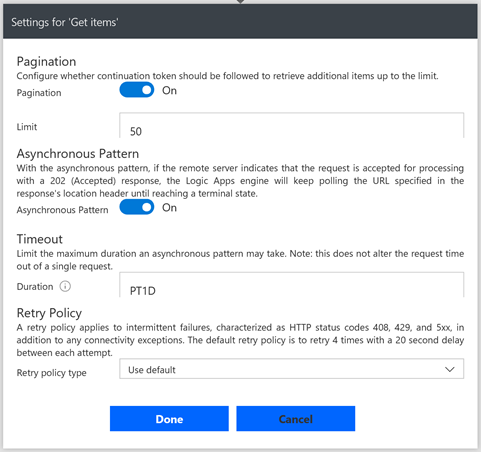 Settings for 'Get items'
Pagination
Configure whether continuation token should be followed to retrieve additional items up to the limit.
Pagination On
Limit 50
Asynchronous Pattern
With the asynchronous pattern, if the remote server indicates that the request is accepted for processing
with a 202 (Accepted) response, the Logic Apps engine will keep polling the URL specified in the
response's location header until reaching a terminal state.
Asynchronous Pattern On
Timeout
Limit the maximum duration an asynchronous pattern may take. Note: this does not alter the request time
out of a single request.
Duration PT1D
Retry Policy
A retry policy applies to intermittent failures, characterized as HTTP status codes 408, 429, and 5xx, in
addition to any connectivity exceptions. The default retry policy is to retry 4 times with a 20 second delay
between each attempt.
Retry policy type Use default
Done Cancel